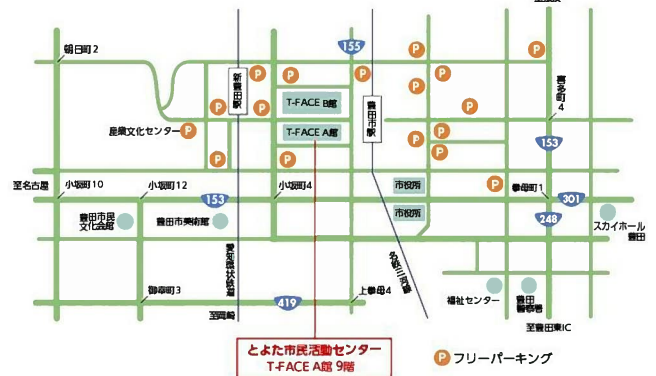 朝日町2
155
P
P
P
P
P
P
新豊田駅
P
P
P
P
T-FACE B館
豊田市駅
喜多町4
T-FACE A館
産業文化センター
P
P
P
153
P
P
至名古屋
小坂町10
小坂町12
153
小坂町4
市役所
P
挙母町1
301
市役所
248
豊田市民
文化会館
豊田市美術館
スカイホール
豊田
愛知環状鉄道
名鉄三河線
御幸町3
419
上挙母4
福祉センター
豊田
警察署
至岡崎
至豊田東IC
とよた市民活動センター
T-FACE A館 9階
P フリーパーキング